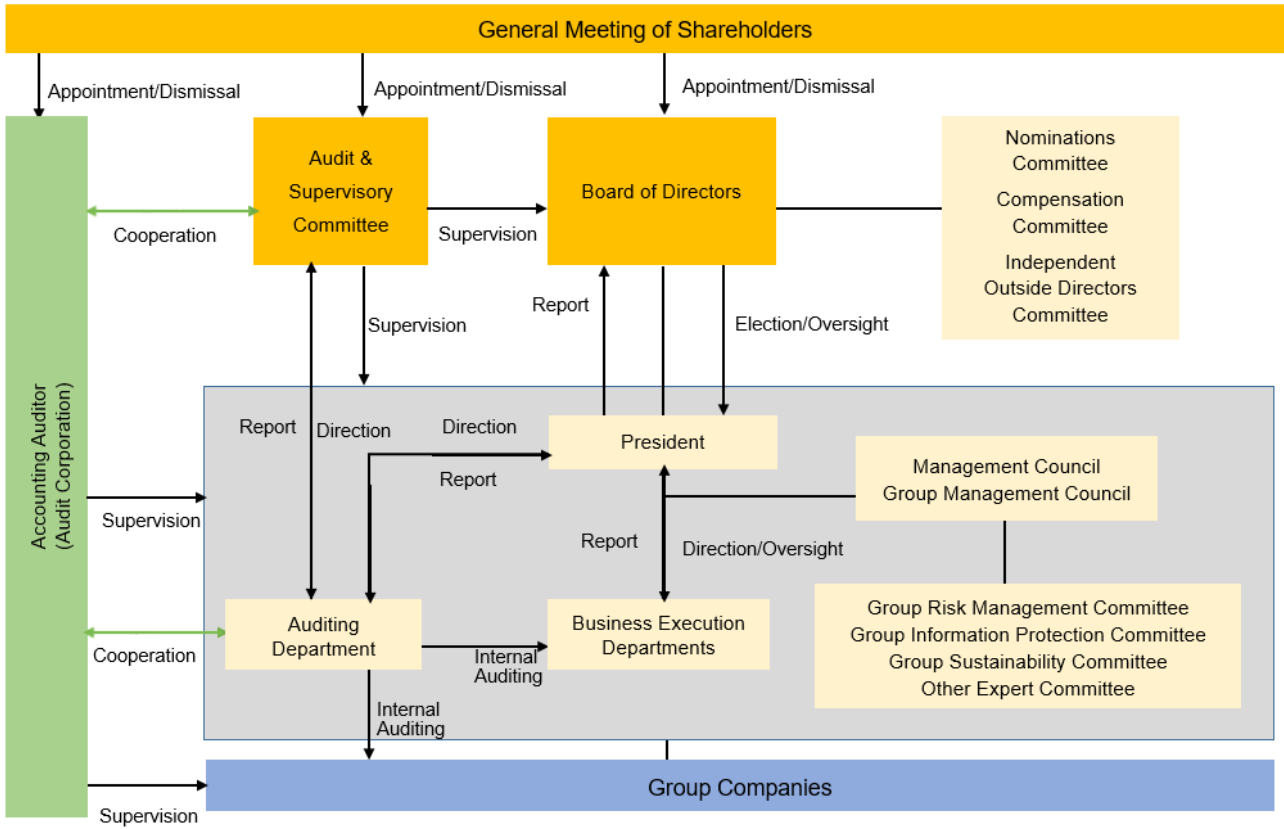 General Meeting of Shareholders
Appointment/Dismissal
Appointment/Dismissal
Appointment/Dismissal
Accounting Auditor
(Audit Corporation)
Audit &
Supervisory
Committee
Board of Directors
Nominations
Committee
Compensation
Committee
Independent
Outside Directors
Committee
Cooperation
Supervision
Supervision
Report
Election/Oversight
Report
Direction
Direction
Report
President
Management Council
Group Management Council
Supervision
Report
Direction/Oversight
Auditing
Department
Business Execution
Departments
Group Risk Management Committee
Group Information Protection Committee
Group Sustainability Committee
Other Expert Committee
Cooperation
Internal
Auditing
Internal
Auditing
Group Companies
Supervision